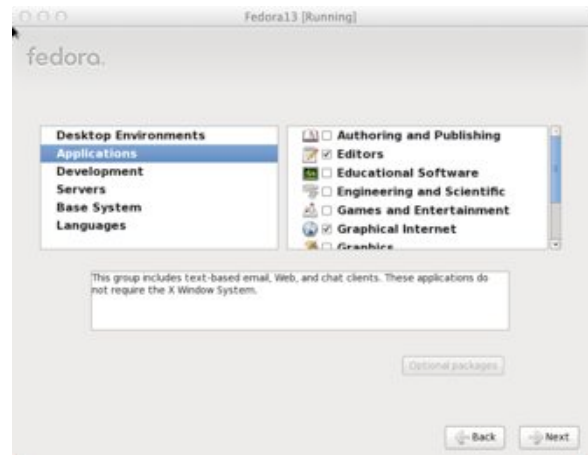 Fedora13 [Running]
fedora.
Desktop Environments
Applications
Development
Servers
Base System
Languages
Authoring and Publishing
Editors
Educational Software
Engineering and Scientific
Games and Entertainment
Graphical Internet
Graphics
This group includes text-based email, Web, and chat clients. These applications do
not require the X Window System.
Optional packages
Back
Next